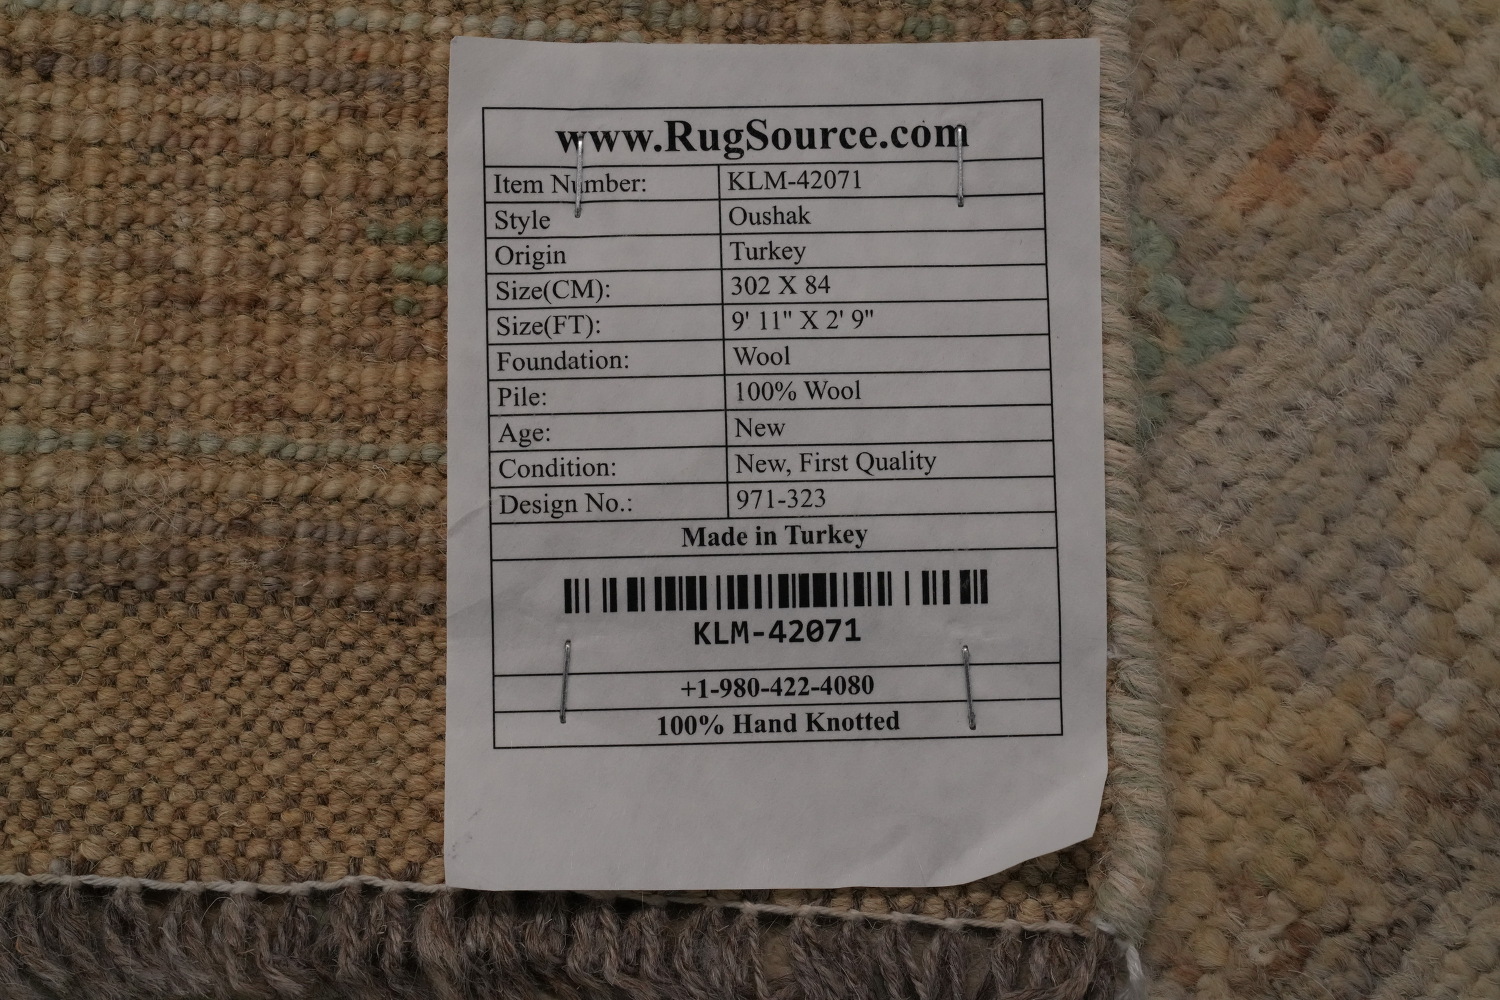 www.RugSource.com
Item Number: KLM-42071
Style Oushak
Origin Turkey
Size(CM): 302 X 84
Size(FT): 9' 11" X 2' 9"
Foundation: Wool
Pile: 100% Wool
Age: New
Condition: New, First Quality
Design No.: 971-323
Made in Turkey
KLM-42071
+1-980-422-4080
100% Hand Knotted